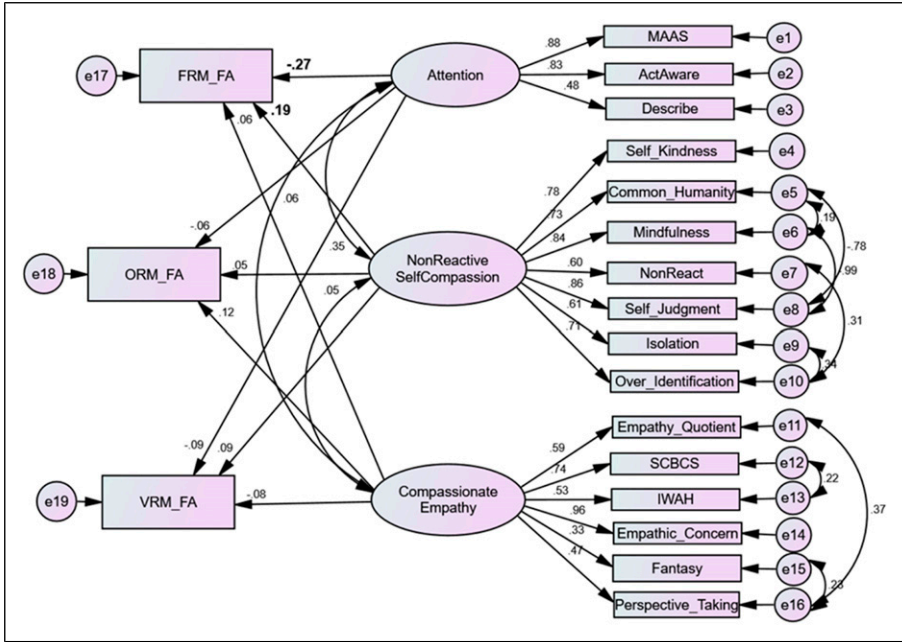 e17
FRM_FA
-.27
Attention
.88
MAAS
e1
.83
ActAware
e2
.48
Describe
e3
.06
.19
Self_Kindness
e4
.78
Common_Humanity
e5
.73
.19
.06
Mindfulness
e6
.84
-.78
-.06
.35
.99
e18
ORM_FA
.05
NonReactive
SelfCompassion
.60
NonReact
e7
.05
.86
Self_Judgment
e8
.12
.61
.31
Isolation
e9
.71
.34
Over_Identification
e10
Empathy_Quotient
e11
-.09
.09
.59
SCBCS
e12
.74
.22
e19
VRM_FA
-.08
Compassionate
Empathy
.53
IWAH
e13
.37
.96
Empathic_Concern
e14
.33
Fantasy
e15
.47
.23
Perspective_Taking
e16